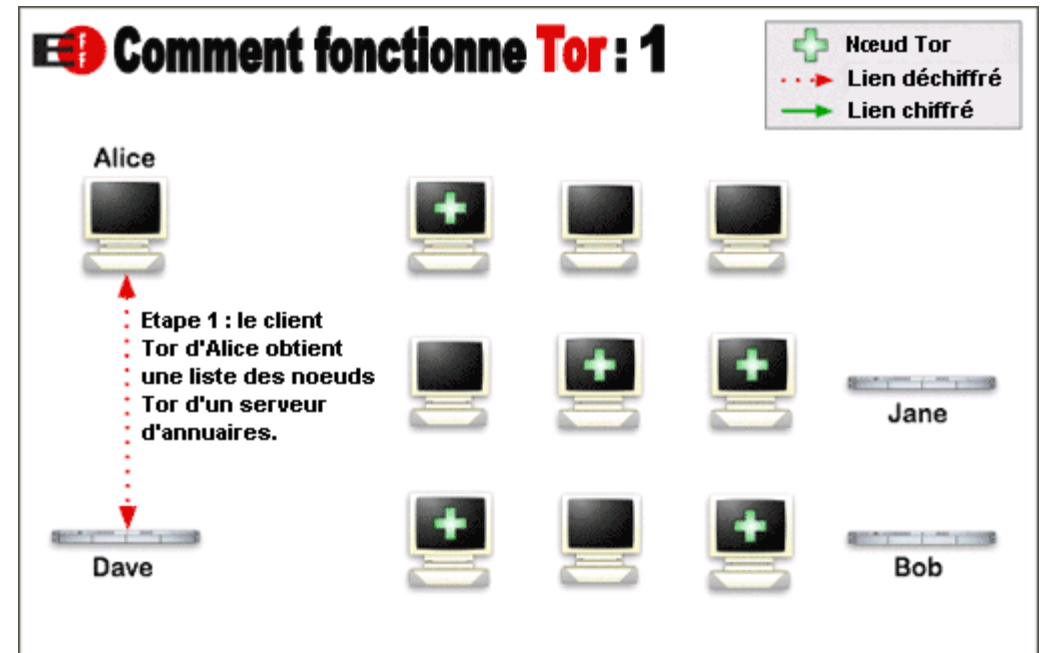 EFF Comment fonctionne Tor : 1
Nœud Tor
Lien déchiffré
Lien chiffré
Alice
Etape 1 : le client
Tor d'Alice obtient
une liste des noeuds
Tor d'un serveur
d'annuaires.
Jane
Dave
Bob